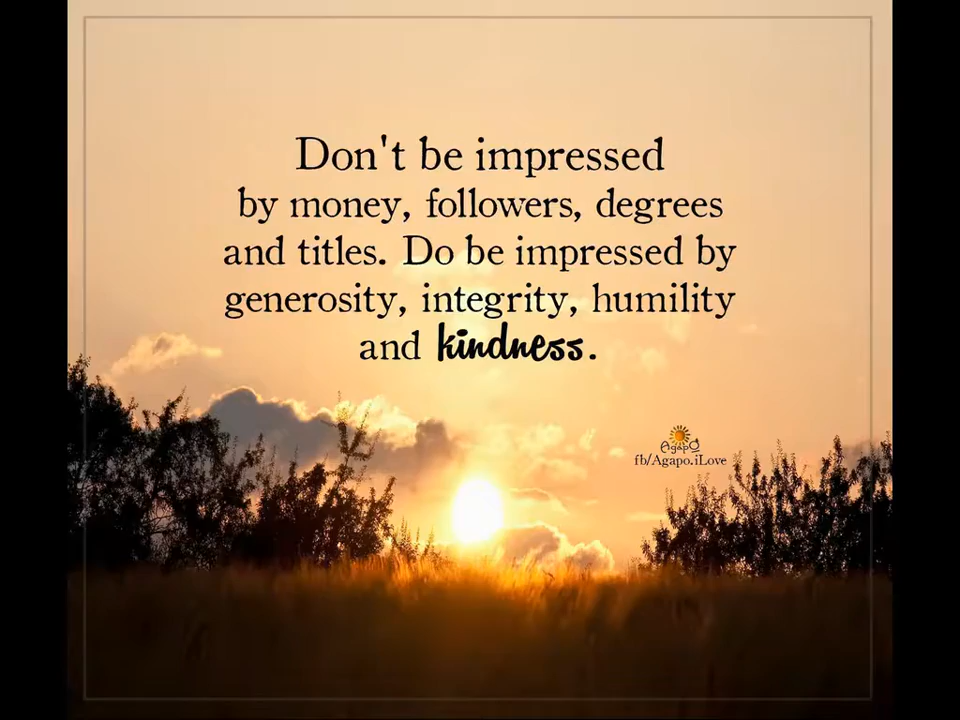 Don't be impressed
by money, followers, degrees
and titles. Do be impressed by
generosity, integrity, humility
and kindness.
AgapO
fb/Agapo.iLove